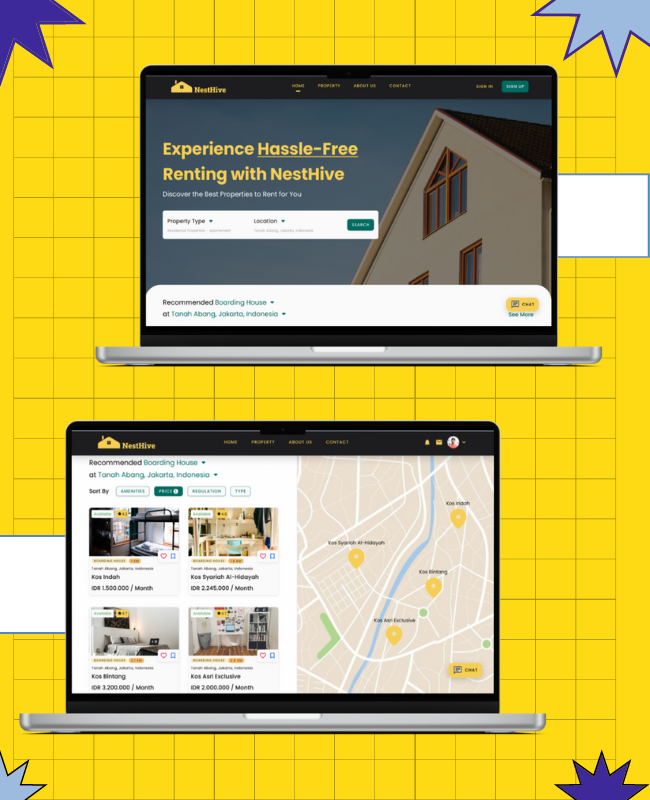 NestHive
HOME PROPERTY ABOUT US CONTACT
SIGN IN SIGN UP
Experience Hassle-Free
Renting with NestHive
Discover the Best Properties to Rent for You
Property Type Location
Residential Properties - Apartement Tanah Abang, Jakarta, Indonesia
SEARCH
Recommended Boarding House
at Tanah Abang, Jakarta, Indonesia
CHAT
See More
NestHive
HOME PROPERTY ABOUT US CONTACT
Recommended Boarding House
at Tanah Abang, Jakarta, Indonesia
Sort By AMENITIES PRICE REGULATION TYPE
Available
BOARDING HOUSE
Tanah Abang, Jakarta, Indonesia
Kos Indah
IDR 1.500.000 / Month
Available
BOARDING HOUSE
Tanah Abang, Jakarta, Indonesia
Kos Syariah Al-Hidayah
IDR 2.245.000 / Month
Available
BOARDING HOUSE
Tanah Abang, Jakarta, Indonesia
Kos Bintang
IDR 3.200.000 / Month
Available
BOARDING HOUSE
Tanah Abang, Jakarta, Indonesia
Kos Asri Exclusive
IDR 2.000.000 / Month
Kos Indah
Kos Syariah Al-Hidayah
Kos Bintang
Kos Asri Exclusive
CHAT